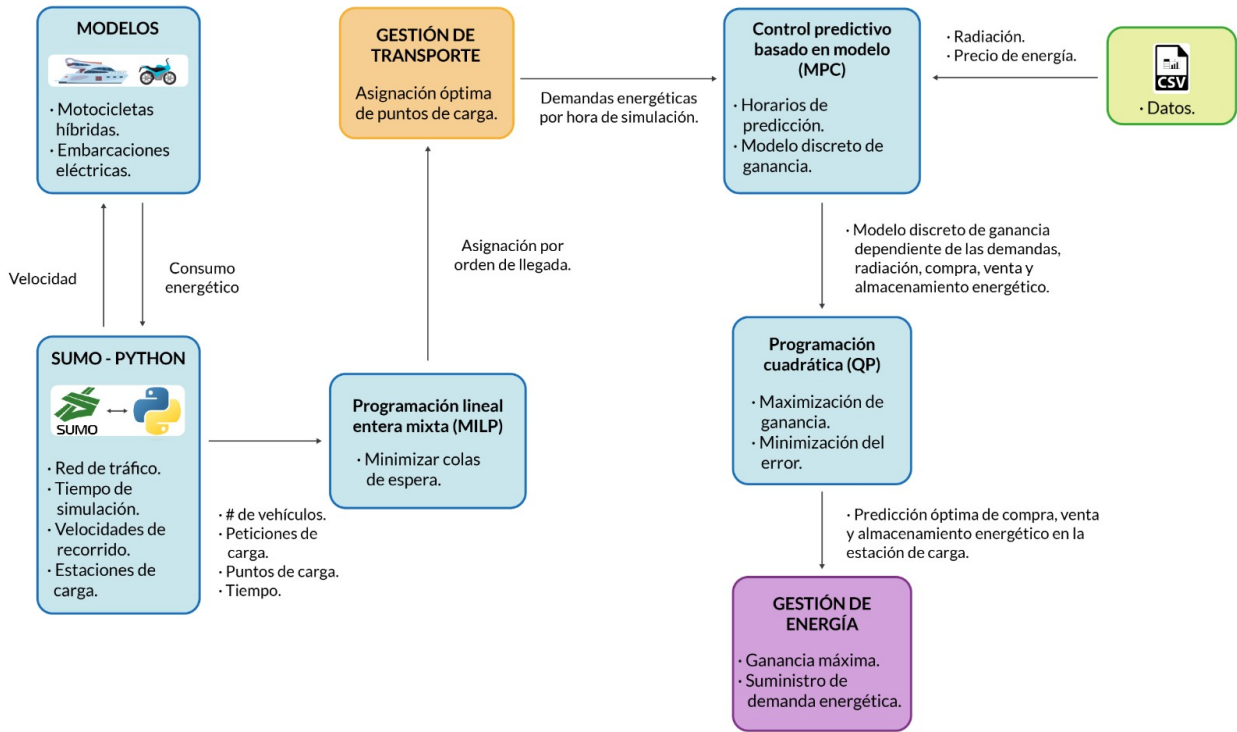 MODELOS
· Motocicletas
híbridas.
· Embarcaciones
eléctricas.
Velocidad
Consumo
energético
SUMO - PYTHON
SUMO
· Red de tráfico.
· Tiempo de
simulación.
· Velocidades de
recorrido.
· Estaciones de
carga.
· # de vehículos.
· Peticiones de
carga.
· Puntos de carga.
· Tiempo.
Programación lineal
entera mixta (MILP)
· Minimizar colas
de espera.
Asignación por
orden de llegada.
GESTIÓN DE
TRANSPORTE
Asignación óptima
de puntos de carga.
Demandas energéticas
por hora de simulación.
Control predictivo
basado en modelo
(MPC)
· Horarios de
predicción.
· Modelo discreto de
ganancia.
· Radiación.
· Precio de energía.
CSV
· Datos.
· Modelo discreto de ganancia
dependiente de las demandas,
radiación, compra, venta y
almacenamiento energético.
Programación
cuadrática (QP)
· Maximización de
ganancia.
· Minimización del
error.
· Predicción óptima de compra, venta
y almacenamiento energético en la
estación de carga.
GESTIÓN DE
ENERGÍA
· Ganancia máxima.
· Suministro de
demanda energética.